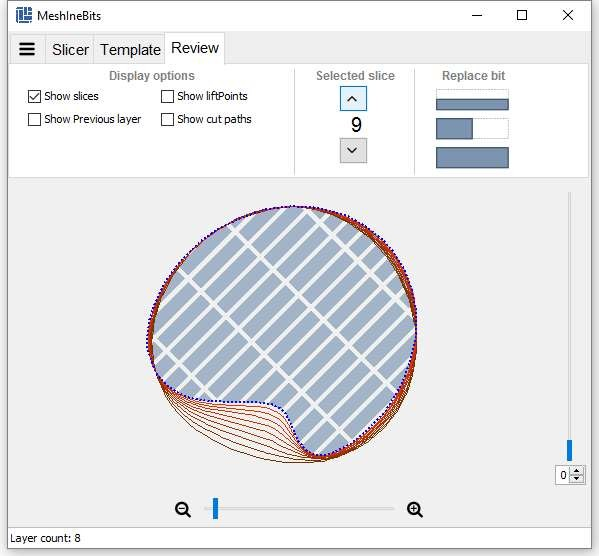 MeshIneBits
Slicer Template Review
Display options Selected slice Replace bit
Show slices Show liftPoints
Show Previous layer Show cut paths
9
0
Layer count: 8